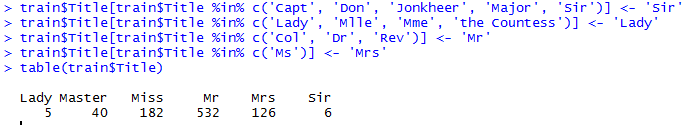 > train$Title[train$Title %in% c('Capt', 'Don', 'Jonkheer', 'Major', 'Sir')] <- 'Sir'
> train$Title[train$Title %in% c('Lady', 'Mlle', 'Mme', 'the Countess')] <- 'Lady'
> train$Title[train$Title %in% c('Col', 'Dr', 'Rev')] <- 'Mr'
> train$Title[train$Title %in% c('Ms')] <- 'Mrs'
> table(train$Title)
Lady Master Miss Mr Mrs Sir
5 40 182 532 126 6